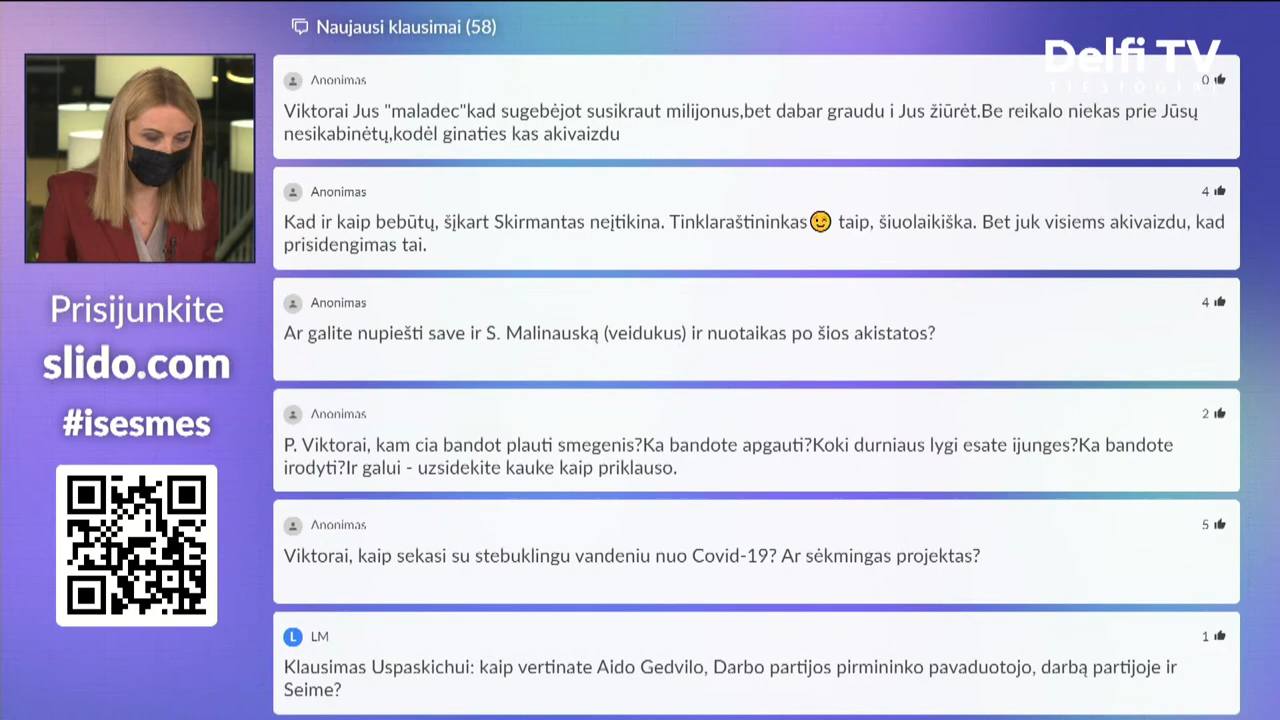 Naujausi klausimai (58)
Delfi TV
TIESIOGIAI
Anonimas
0
Viktorai Jus "maladec"kad sugebėjot susikraut milijonus,bet dabar graudu i Jus žiūrėt.Be reikalo niekas prie Jūsų
nesikabinėtų,kodėl ginaties kas akivaizdu
Anonimas
4
Kad ir kaip bebūtų, šįkart Skirmantas neįtikina. Tinklaraštininkas😉 taip, šiuolaikiška. Bet juk visiems akivaizdu, kad
prisidengimas tai.
Anonimas
4
Ar galite nupiešti save ir S. Malinauską (veidukus) ir nuotaikas po šios akistatos?
Anonimas
2
P. Viktorai, kam cia bandot plauti smegenis?Ka bandote apgauti?Koki durniaus lygi esate ijunges?Ka bandote
irodyti?Ir galui - uzsidekite kauke kaip priklauso.
Anonimas
5
Viktorai, kaip sekasi su stebuklingu vandeniu nuo Covid-19? Ar sėkmingas projektas?
L LM
1
Klausimas Uspaskichui: kaip vertinate Aido Gedvilo, Darbo partijos pirmininko pavaduotojo, darbą partijoje ir
Seime?
Prisijunkite
slido.com
#isesmes